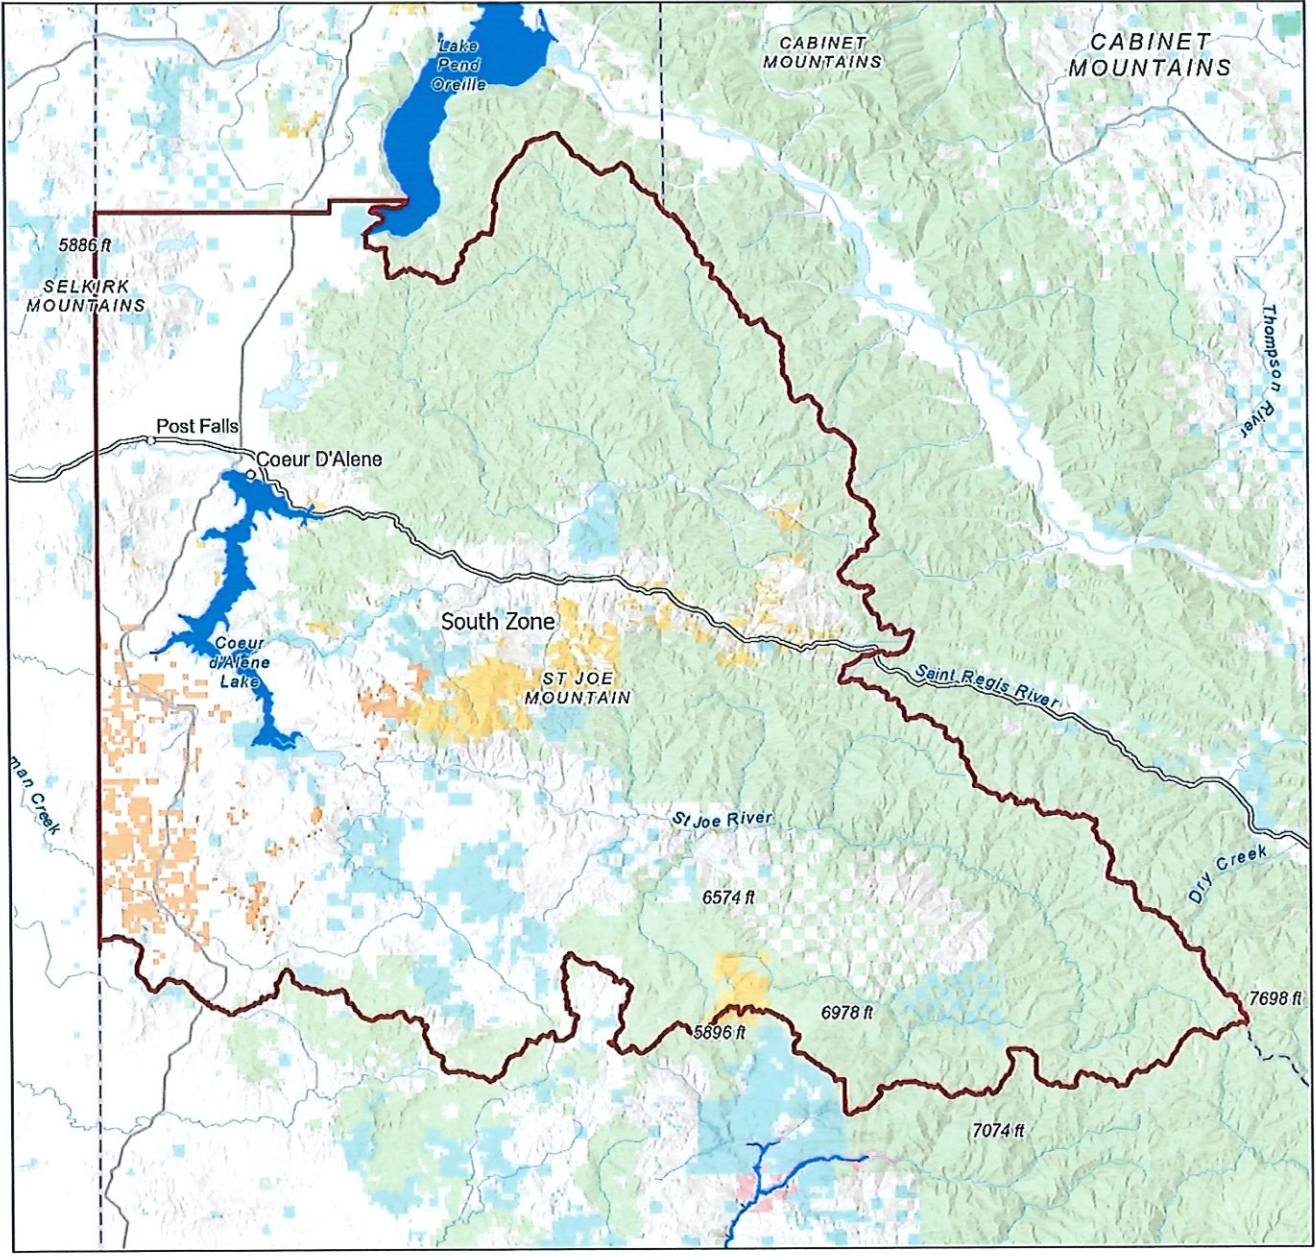 Lake
Pend
Oreille
CABINET
MOUNTAINS
CABINET
MOUNTAINS
5886 ft
SELKIRK
MOUNTAINS
Thompson River
Post Falls
Coeur D'Alene
South Zone
Coeur
d'Alene
Lake
ST JOE
MOUNTAIN
Saint Regis River
man Creek
St Joe River
Dry Creek
6574 ft
7698 ft
6978 ft
5896 ft
7074 ft